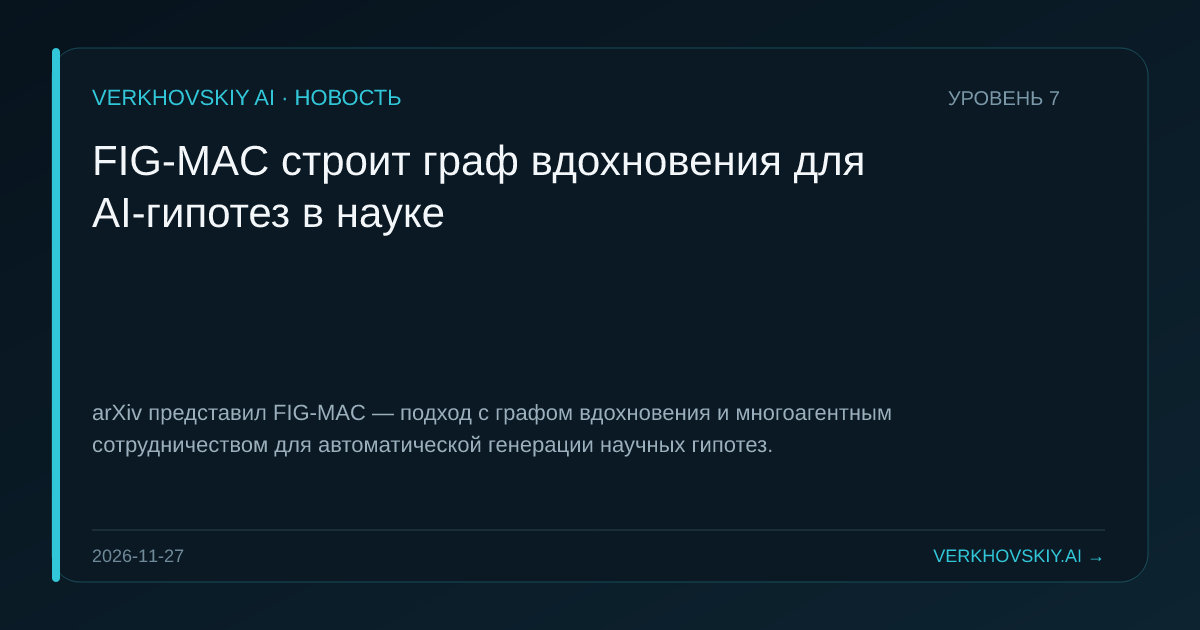 VERKHOVSKIY AI · НОВОСТЬ
УРОВЕНЬ 7
FIG-MAC строит граф вдохновения для
AI-гипотез в науке
arXiv представил FIG-MAC — подход с графом вдохновения и многоагентным
сотрудничеством для автоматической генерации научных гипотез.
2026-11-27
VERKHOVSKIY.AI →